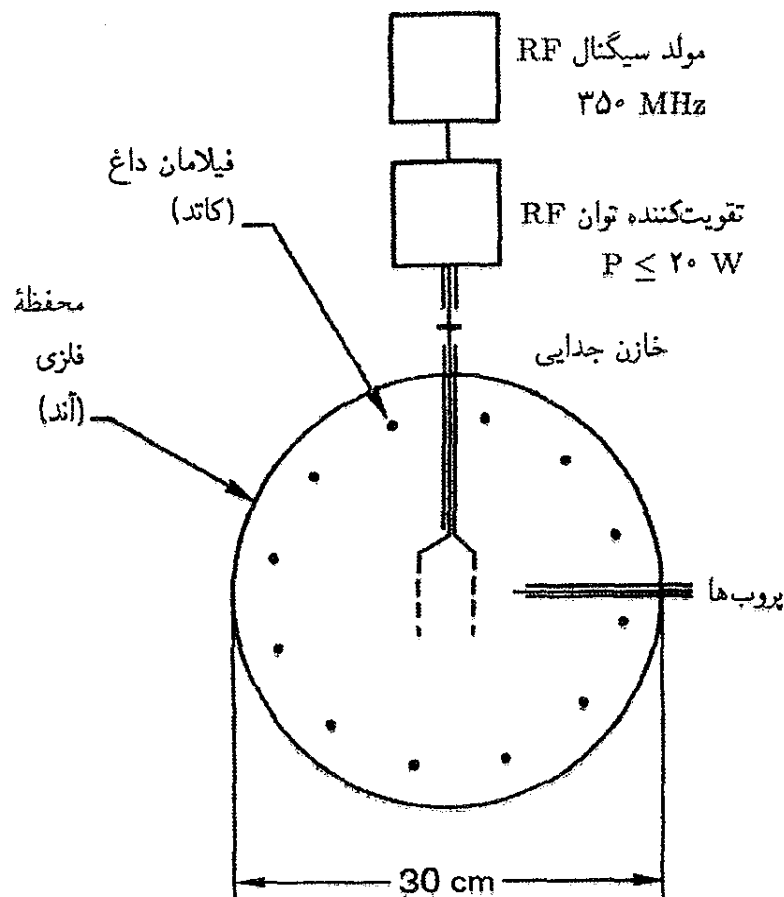 مولد سیگنال RF
۳۵۰ MHz
فیلامان داغ
(کاتد)
تقویت‌کننده توان RF
P ≤ ۲۰ W
محفظهٔ
فلزی
(آند)
خازن جدایی
پروب‌ها
30 cm